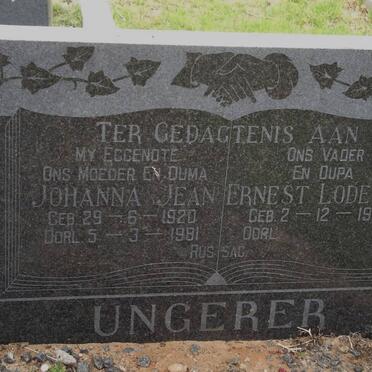 TER GEDAGTENIS AAN
MY EGGENOTE
ONS MOEDER EN OUMA
JOHANNA JEAN
GEB. 29-6-1920
OORL. 5-3-1981
ONS VADER
EN OUPA
ERNEST LODE
GEB. 2-12-19
OORL.
RUS SAG
UNGERER